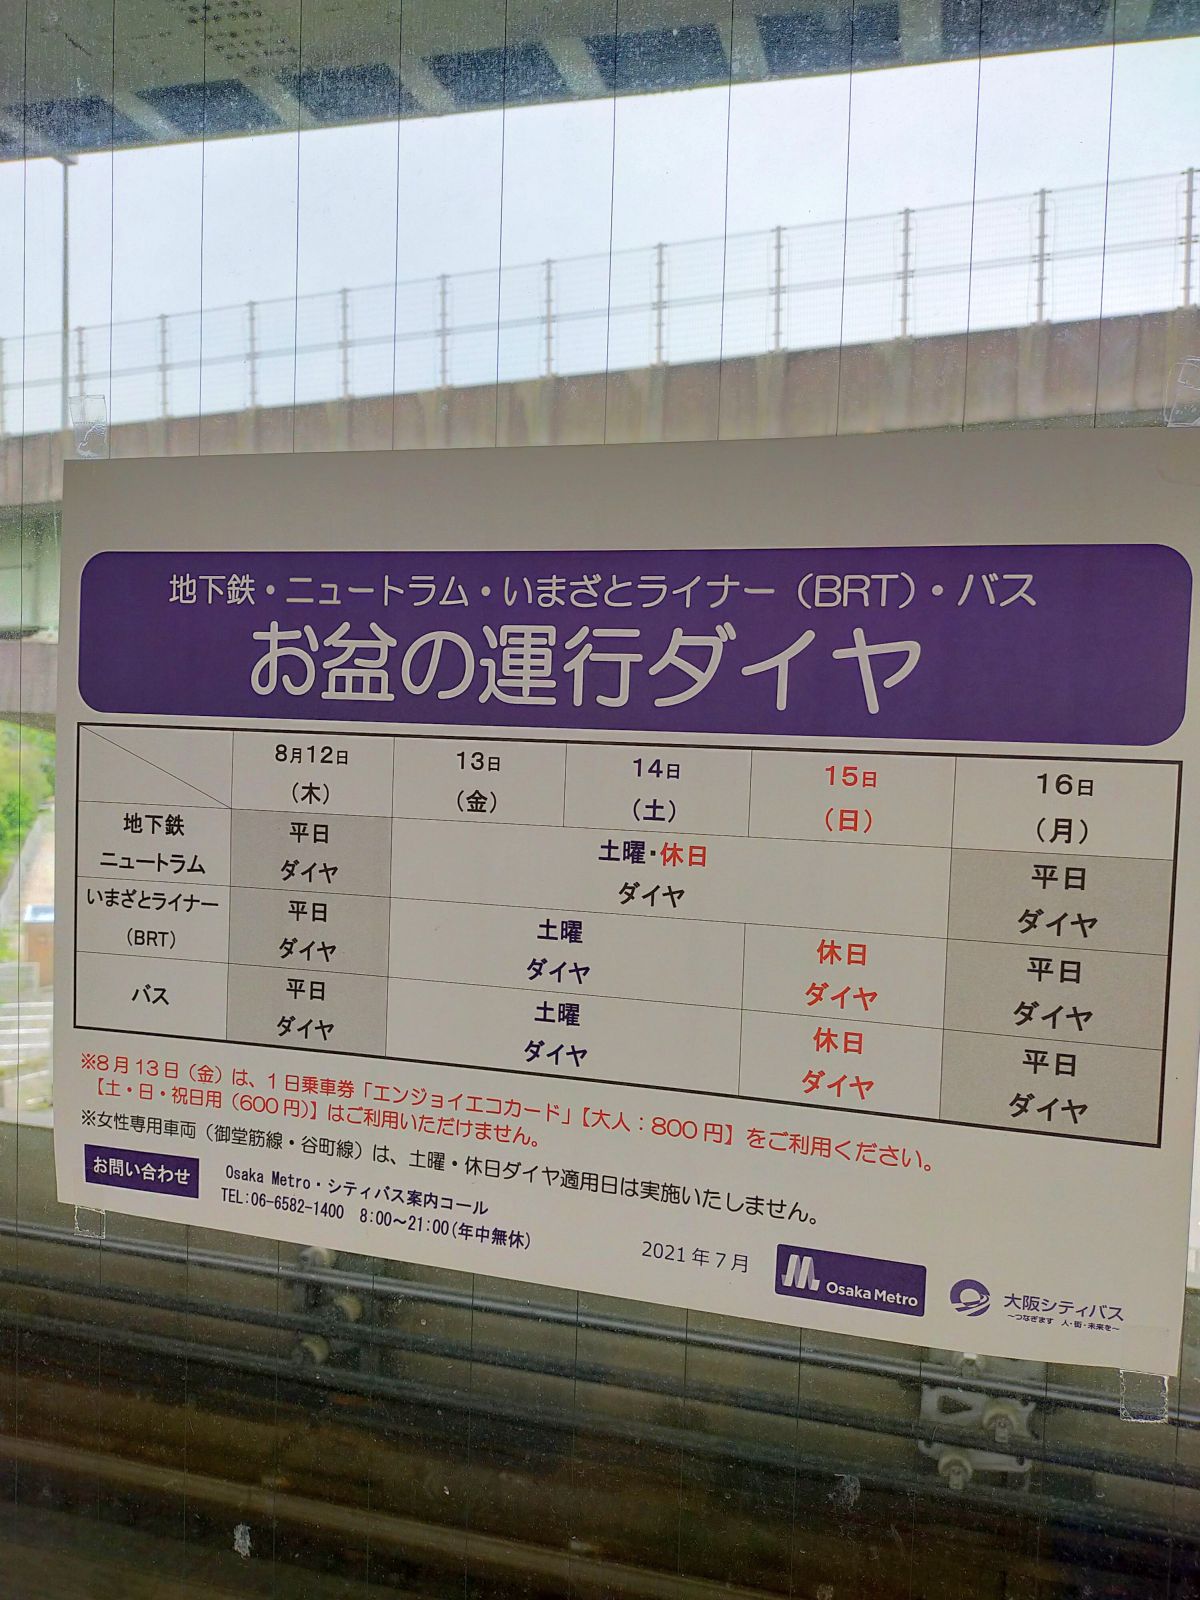 地下鉄・ニュートラム・いまざとライナー（BRT）・バス
お盆の運行ダイヤ
8月12日
（木）
13日
（金）
14日
（土）
15日
（日）
16日
（月）
地下鉄
ニュートラム
平日
ダイヤ
土曜・休日
ダイヤ
平日
ダイヤ
いまざとライナー
（BRT）
平日
ダイヤ
土曜
ダイヤ
休日
ダイヤ
平日
ダイヤ
バス
平日
ダイヤ
土曜
ダイヤ
休日
ダイヤ
平日
ダイヤ
※8月13日（金）は、1日乗車券「エンジョイエコカード」【大人：800円】をご利用ください。
【土・日・祝日用（600円）】はご利用いただけません。
※女性専用車両（御堂筋線・谷町線）は、土曜・休日ダイヤ適用日は実施いたしません。
お問い合わせ
Osaka Metro・シティバス案内コール
TEL:06-6582-1400 8:00～21:00(年中無休)
2021年7月
Osaka Metro
大阪シティバス
～つなぎます 人・街・未来を～